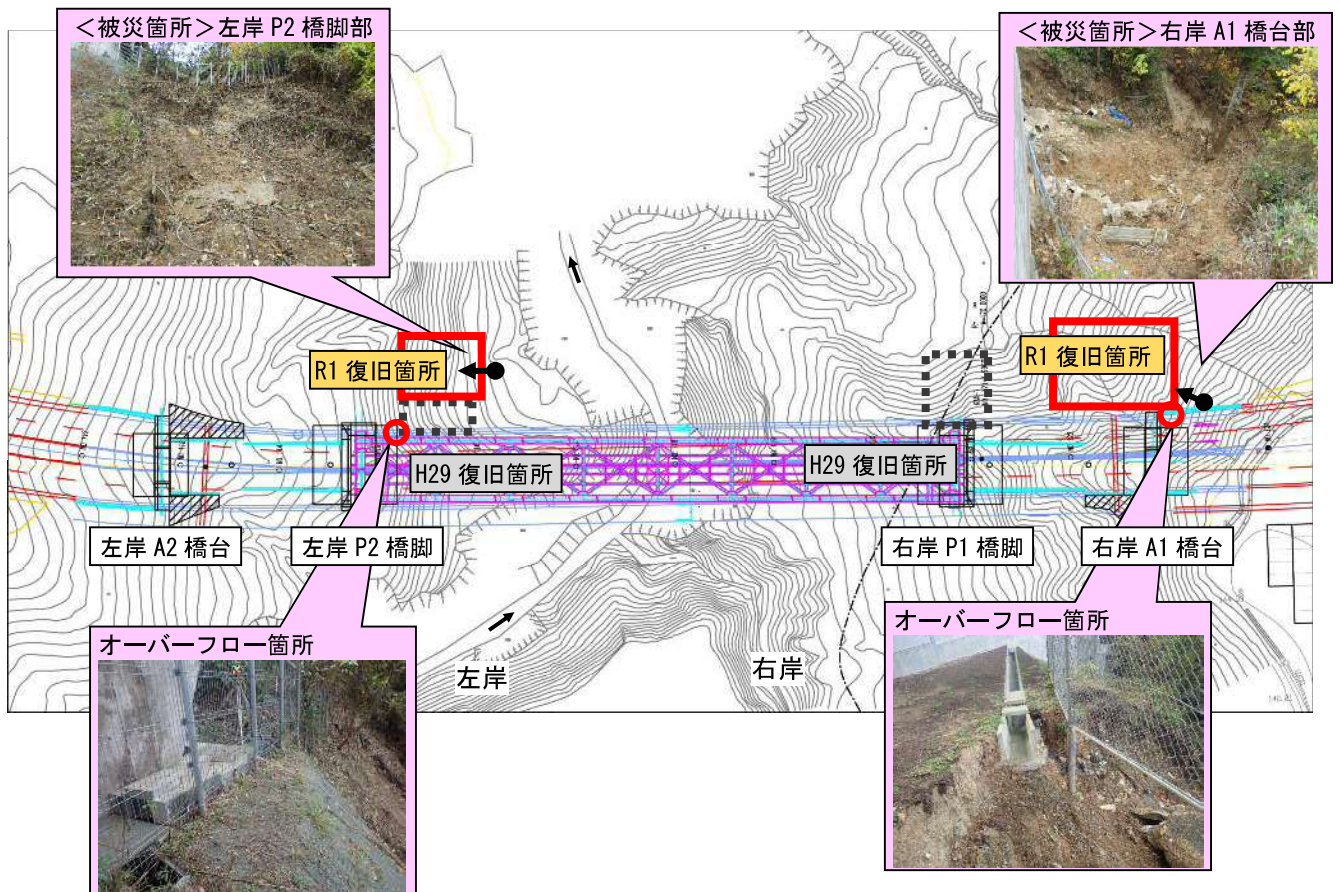 ＜被災箇所＞左岸 P2 橋脚部
＜被災箇所＞右岸 A1 橋台部
R1 復旧箇所
R1 復旧箇所
H29 復旧箇所
H29 復旧箇所
左岸 A2 橋台
左岸 P2 橋脚
右岸 P1 橋脚
右岸 A1 橋台
オーバーフロー箇所
オーバーフロー箇所
左岸
右岸